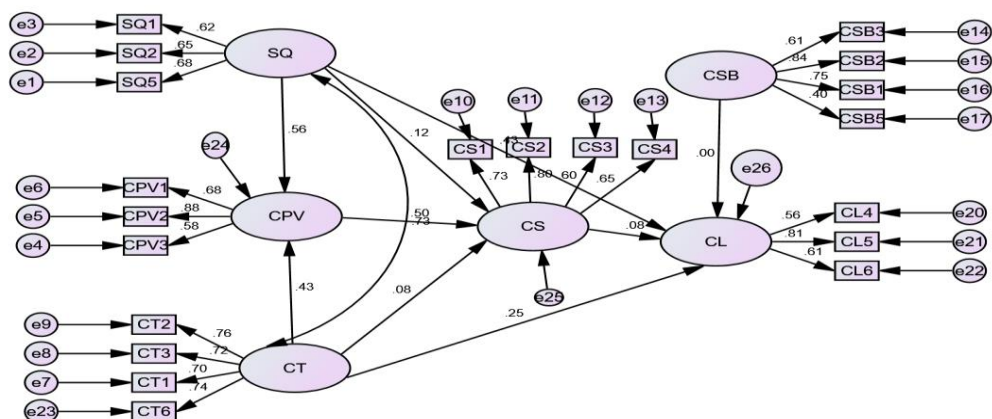 e3 SQ1 .62
e2 SQ2 .65
e1 SQ5 .68
SQ
CSB
.61 CSB3 e14
.84 CSB2 e15
.75 CSB1 e16
.40 CSB5 e17
e10 e11 e12 e13
CS1 CS2 CS3 CS4
.73 .80 .60 .65
.56
.12
.43
.00
e24
e26
e6 CPV1 .68
e5 CPV2 .88
e4 CPV3 .58
CPV
.50
.73
CS
.08
CL
.56 CL4 e20
.81 CL5 e21
.61 CL6 e22
e25
.43
.08
.25
e9 CT2 .76
e8 CT3 .72
e7 CT1 .70
e23 CT6 .74
CT